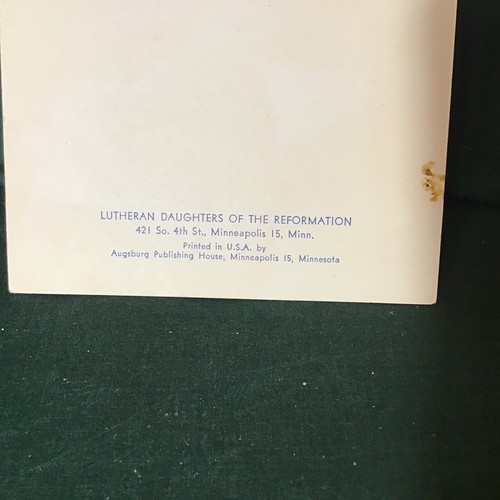 LUTHERAN DAUGHTERS OF THE REFORMATION
421 So. 4th St., Minneapolis 15, Minn.
Printed in U.S.A. by
Augsburg Publishing House, Minneapolis 15, Minnesota